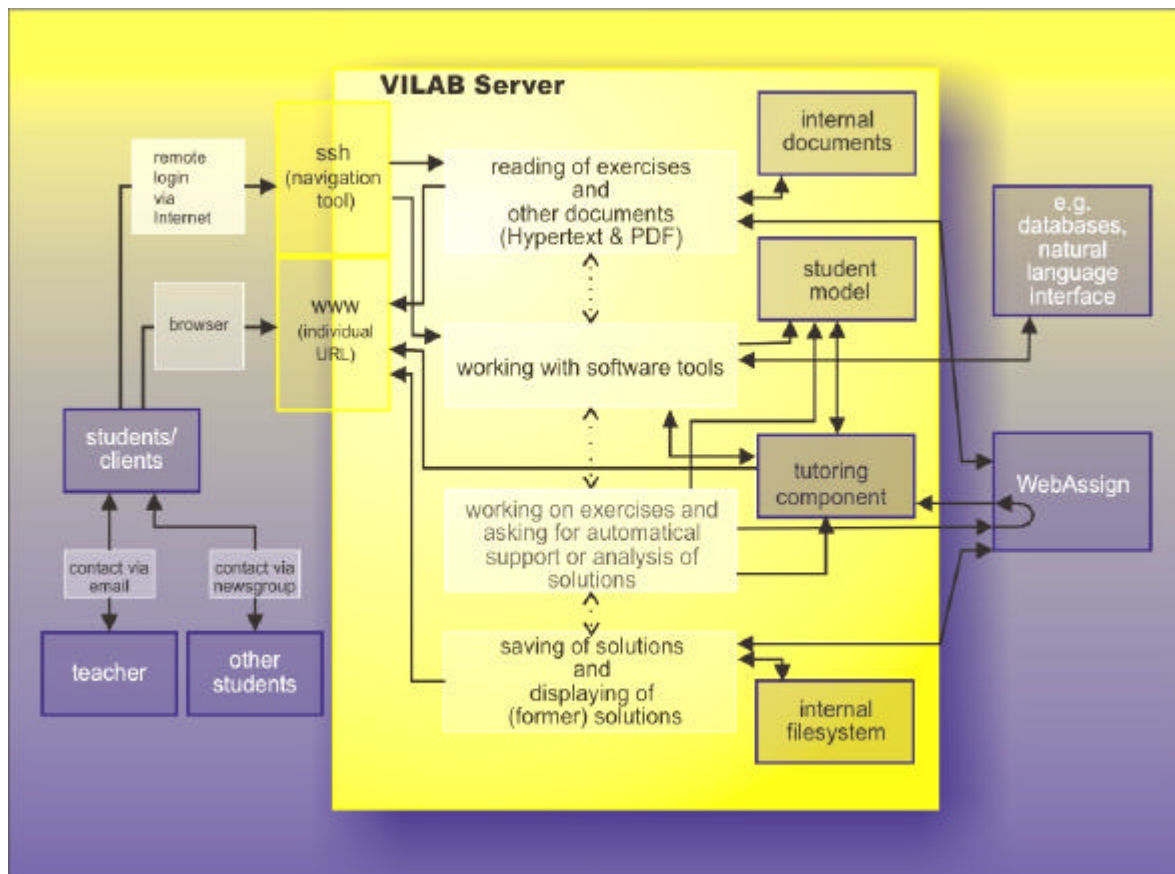 VILAB Server
remote
login
via
Internet
ssh
(navigation
tool)
reading of exercises
and
other documents
(Hypertext & PDF)
internal
documents
e.g.
databases,
natural
language
interface
browser
www
(individual
URL)
working with software tools
student
model
students/
clients
working on exercises and
asking for automatical
support or analysis of
solutions
tutoring
component
WebAssign
contact via
email
contact via
newsgroup
teacher
other
students
saving of solutions
and
displaying of
(former) solutions
internal
filesystem